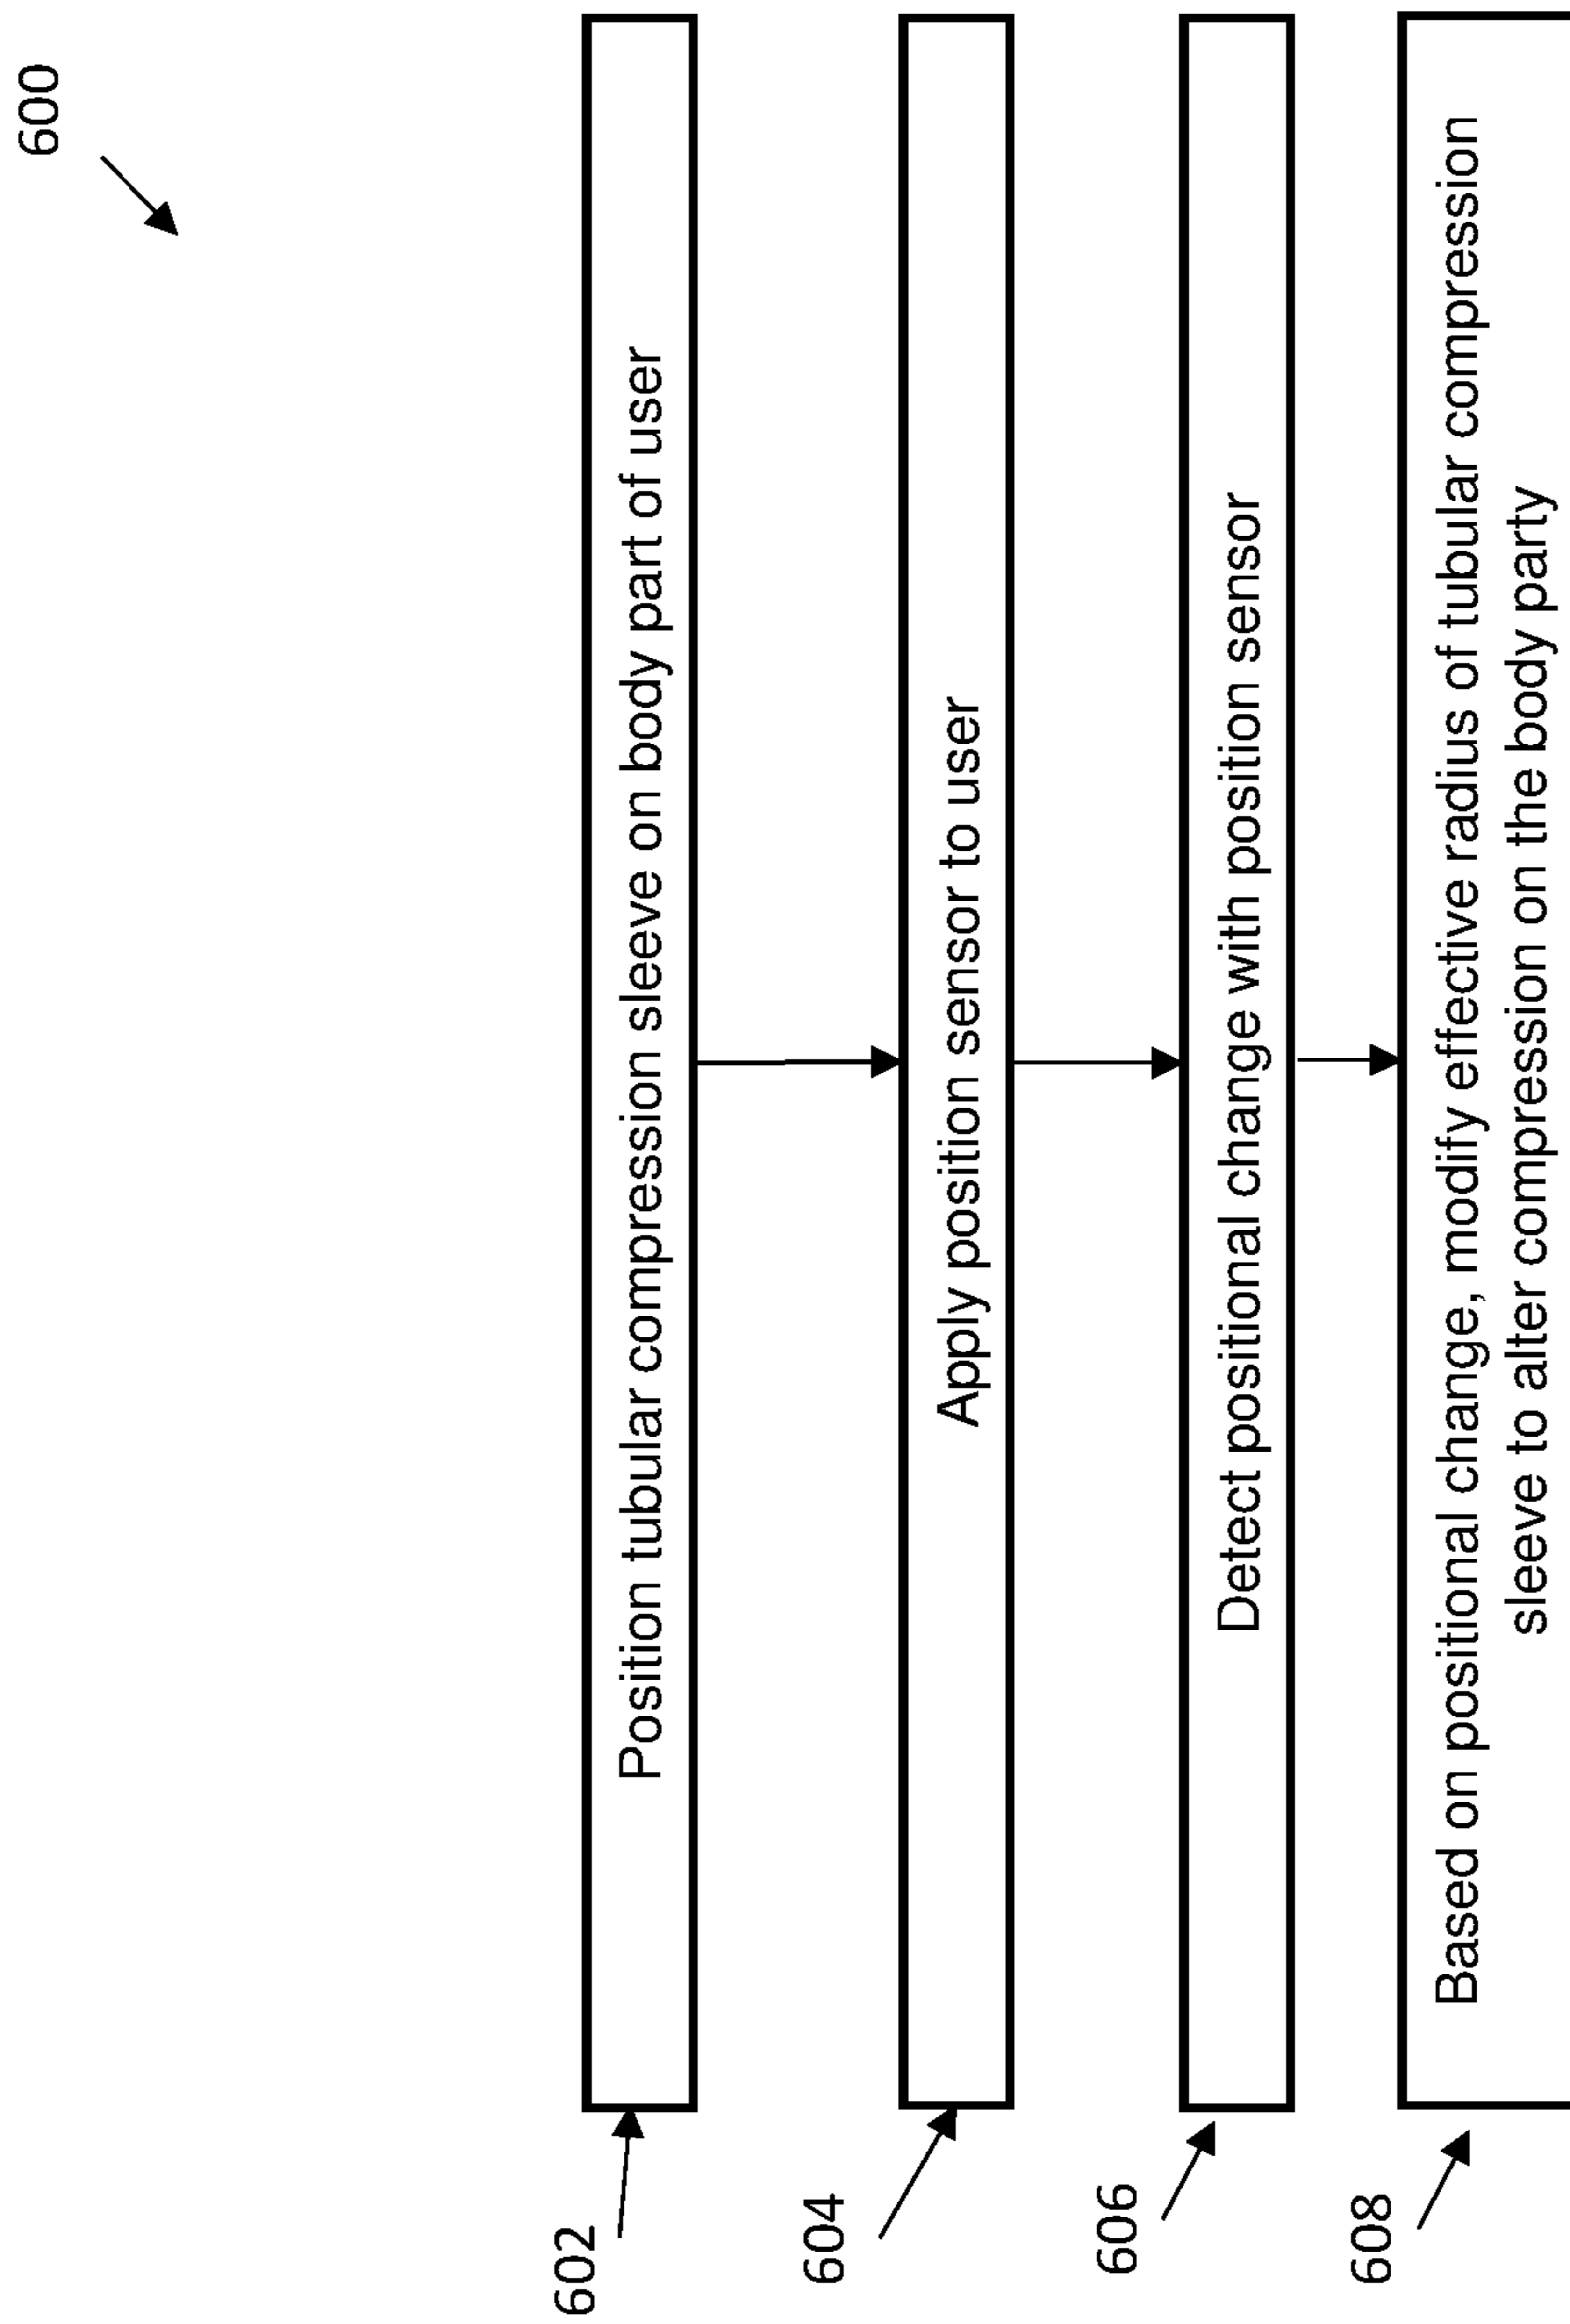 600
602
Position tubular compression sleeve on body part of user
604
Apply position sensor to user
606
Detect positional change with position sensor
608
Based on positional change, modify effective radius of tubular compression
sleeve to alter compression on the body party